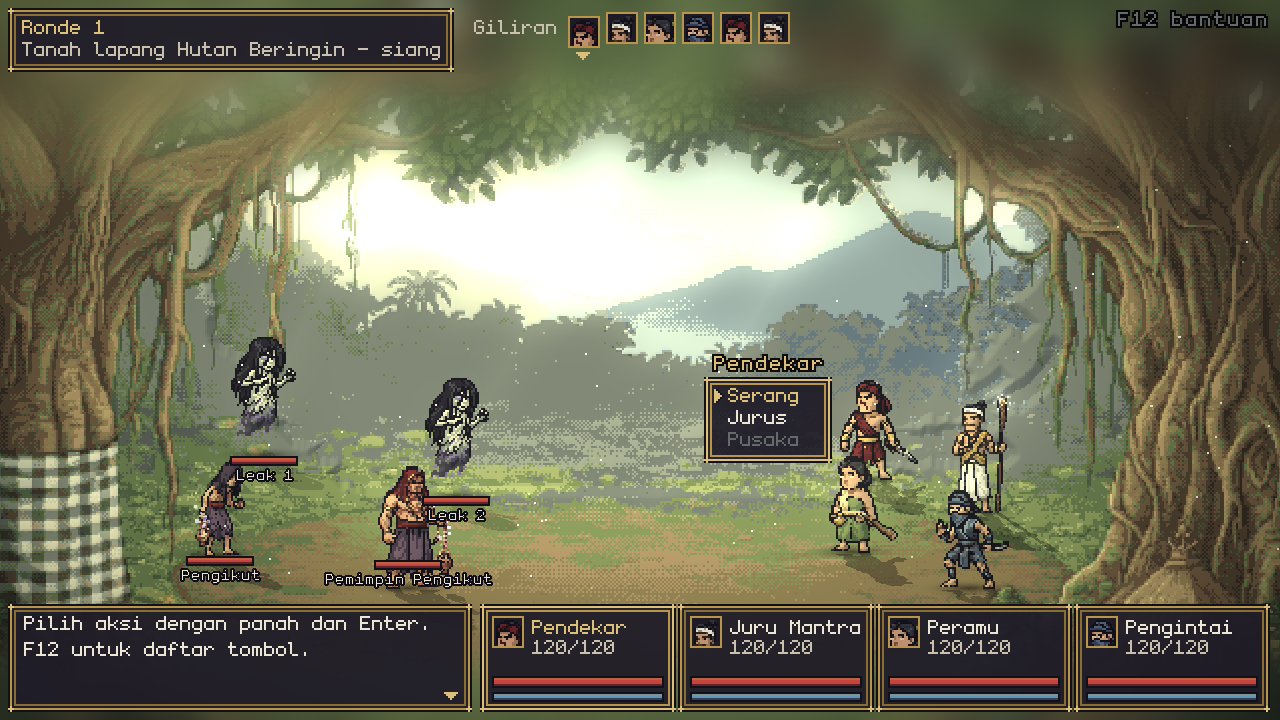 Ronde 1
Tanah lapang Hutan Beringin – siang
Giliran
F12 bantuan
Pendekar
Serang
Jurus
Pusaka
Leak 1
Leak 2
Pengikut
Pemimpin Pengikut
Pilih aksi dengan panah dan Enter.
F12 untuk daftar tombol.
Pendekar
120/120
Juru Mantra
120/120
Peramu
120/120
Pengintai
120/120